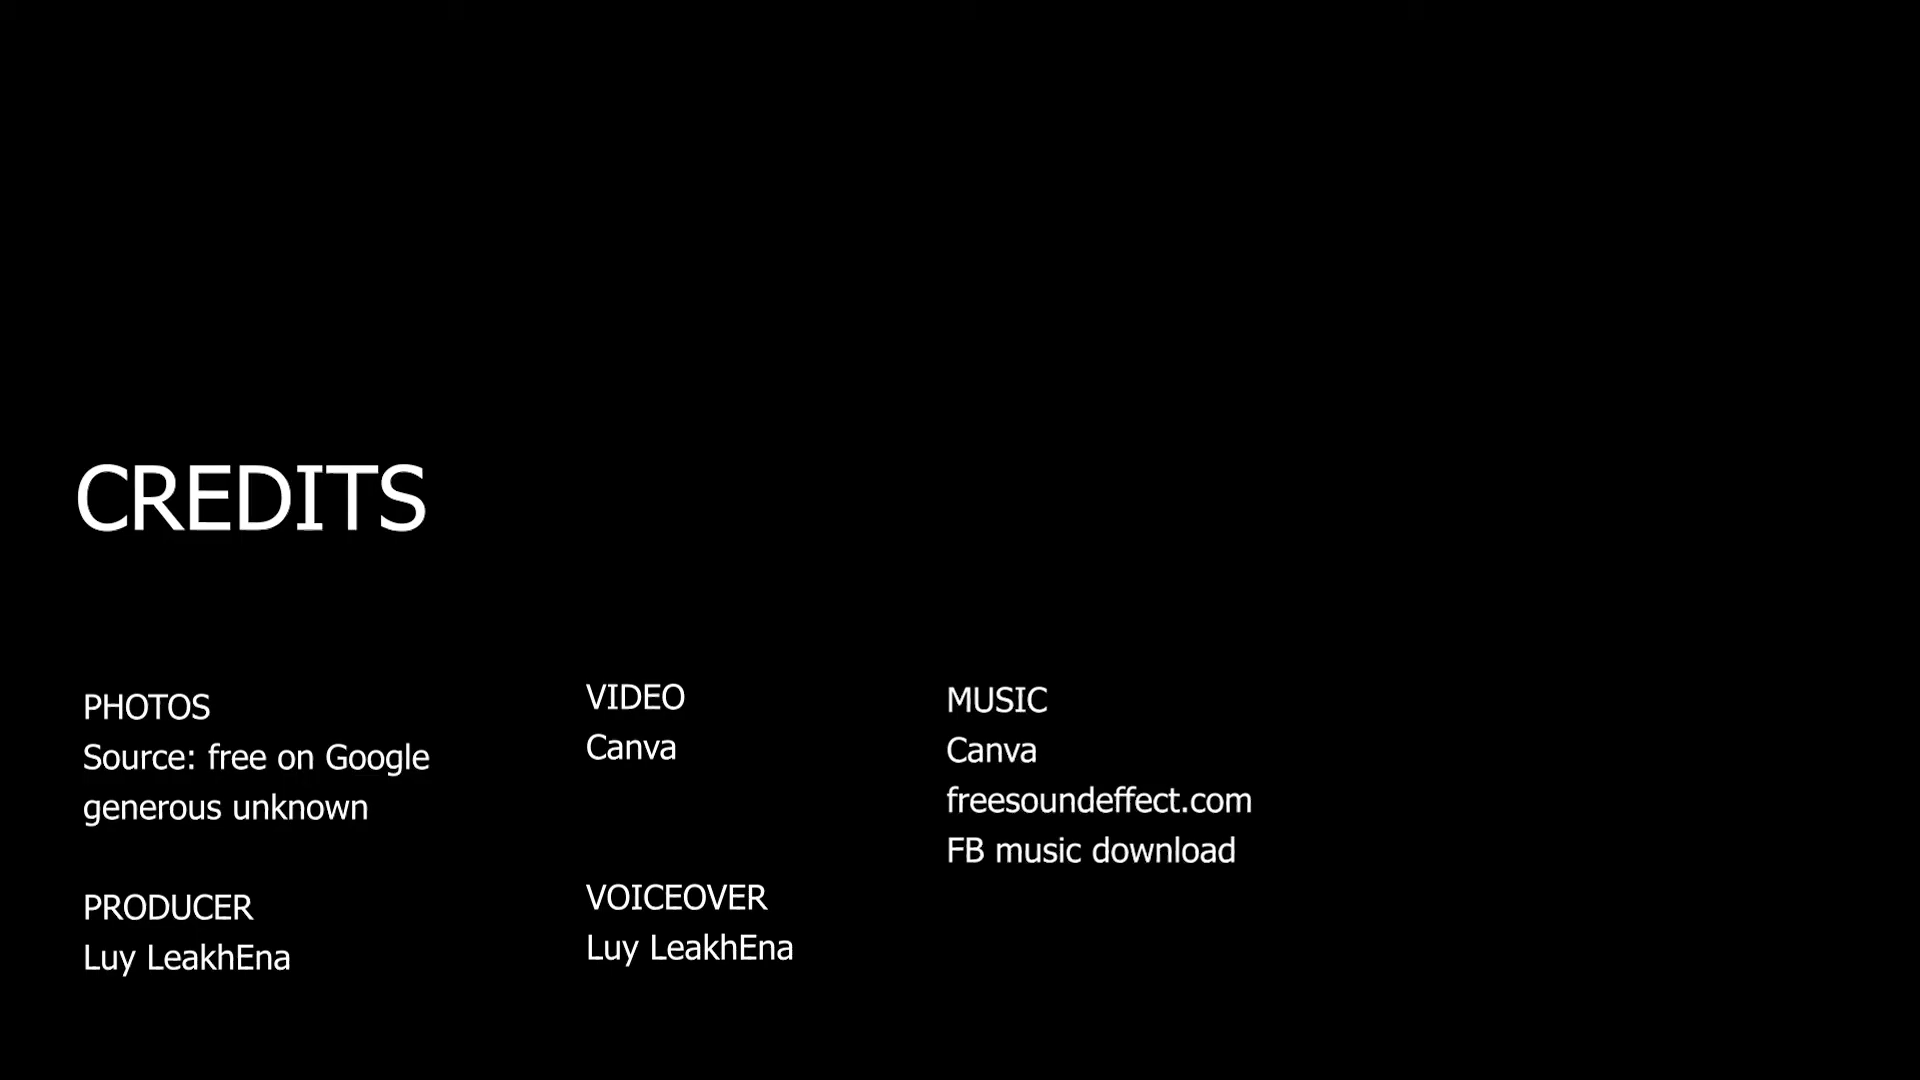 CREDITS
PHOTOS
Source: free on Google
generous unknown
PRODUCER
Luy LeakhEna
VIDEO
Canva
VOICEOVER
Luy LeakhEna
MUSIC
Canva
freesoundeffect.com
FB music download